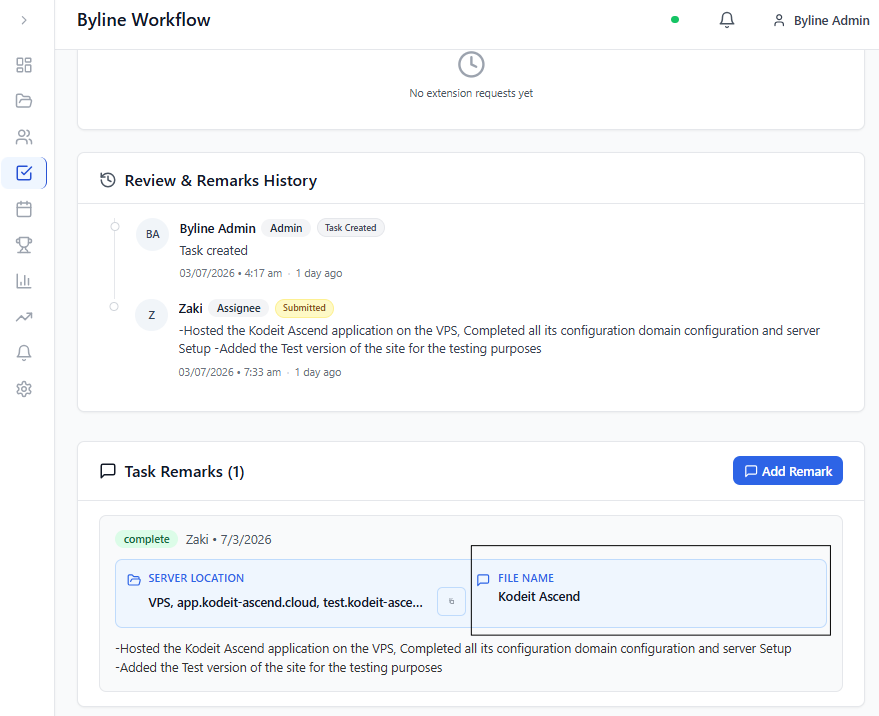 Byline Workflow
Byline Admin
No extension requests yet
Review & Remarks History
BA
Byline Admin Admin Task Created
Task created
03/07/2026 • 4:17 am · 1 day ago
Z
Zaki Assignee Submitted
-Hosted the Kodeit Ascend application on the VPS, Completed all its configuration domain configuration and server
Setup -Added the Test version of the site for the testing purposes
03/07/2026 • 7:33 am · 1 day ago
Task Remarks (1)
Add Remark
complete Zaki • 7/3/2026
SERVER LOCATION
VPS, app.kodeit-ascend.cloud, test.kodeit-asce...
FILE NAME
Kodeit Ascend
-Hosted the Kodeit Ascend application on the VPS, Completed all its configuration domain configuration and server Setup
-Added the Test version of the site for the testing purposes